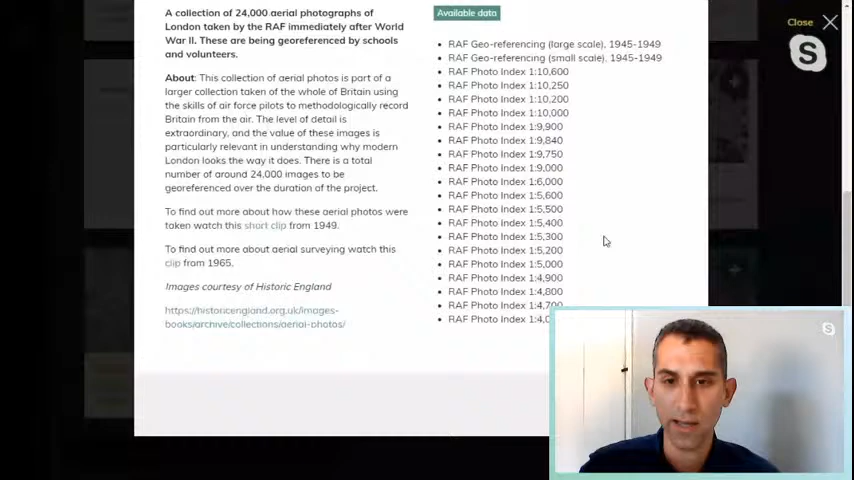 A collection of 24,000 aerial photographs of
London taken by the RAF immediately after World
War II. These are being georeferenced by schools
and volunteers.
About: This collection of aerial photos is part of a
larger collection taken of the whole of Britain using
the skills of air force pilots to methodologically record
Britain from the air. The level of detail is
extraordinary, and the value of these images is
particularly relevant in understanding why modern
London looks the way it does. There is a total
number of around 24,000 images to be
georeferenced over the duration of the project.
To find out more about how these aerial photos were
taken watch this short clip from 1949.
To find out more about aerial surveying watch this
clip from 1965.
Images courtesy of Historic England
https://historicengland.org.uk/images-
books/archive/collections/aerial-photos/
Available data
RAF Geo-referencing (large scale), 1945-1949
RAF Geo-referencing (small scale), 1945-1949
RAF Photo Index 1:10,600
RAF Photo Index 1:10,250
RAF Photo Index 1:10,200
RAF Photo Index 1:10,000
RAF Photo Index 1:9,900
RAF Photo Index 1:9,840
RAF Photo Index 1:9,750
RAF Photo Index 1:9,000
RAF Photo Index 1:6,000
RAF Photo Index 1:5,600
RAF Photo Index 1:5,500
RAF Photo Index 1:5,400
RAF Photo Index 1:5,300
RAF Photo Index 1:5,200
RAF Photo Index 1:5,000
RAF Photo Index 1:4,900
RAF Photo Index 1:4,800
RAF Photo Index 1:4,700
RAF Photo Index
Close